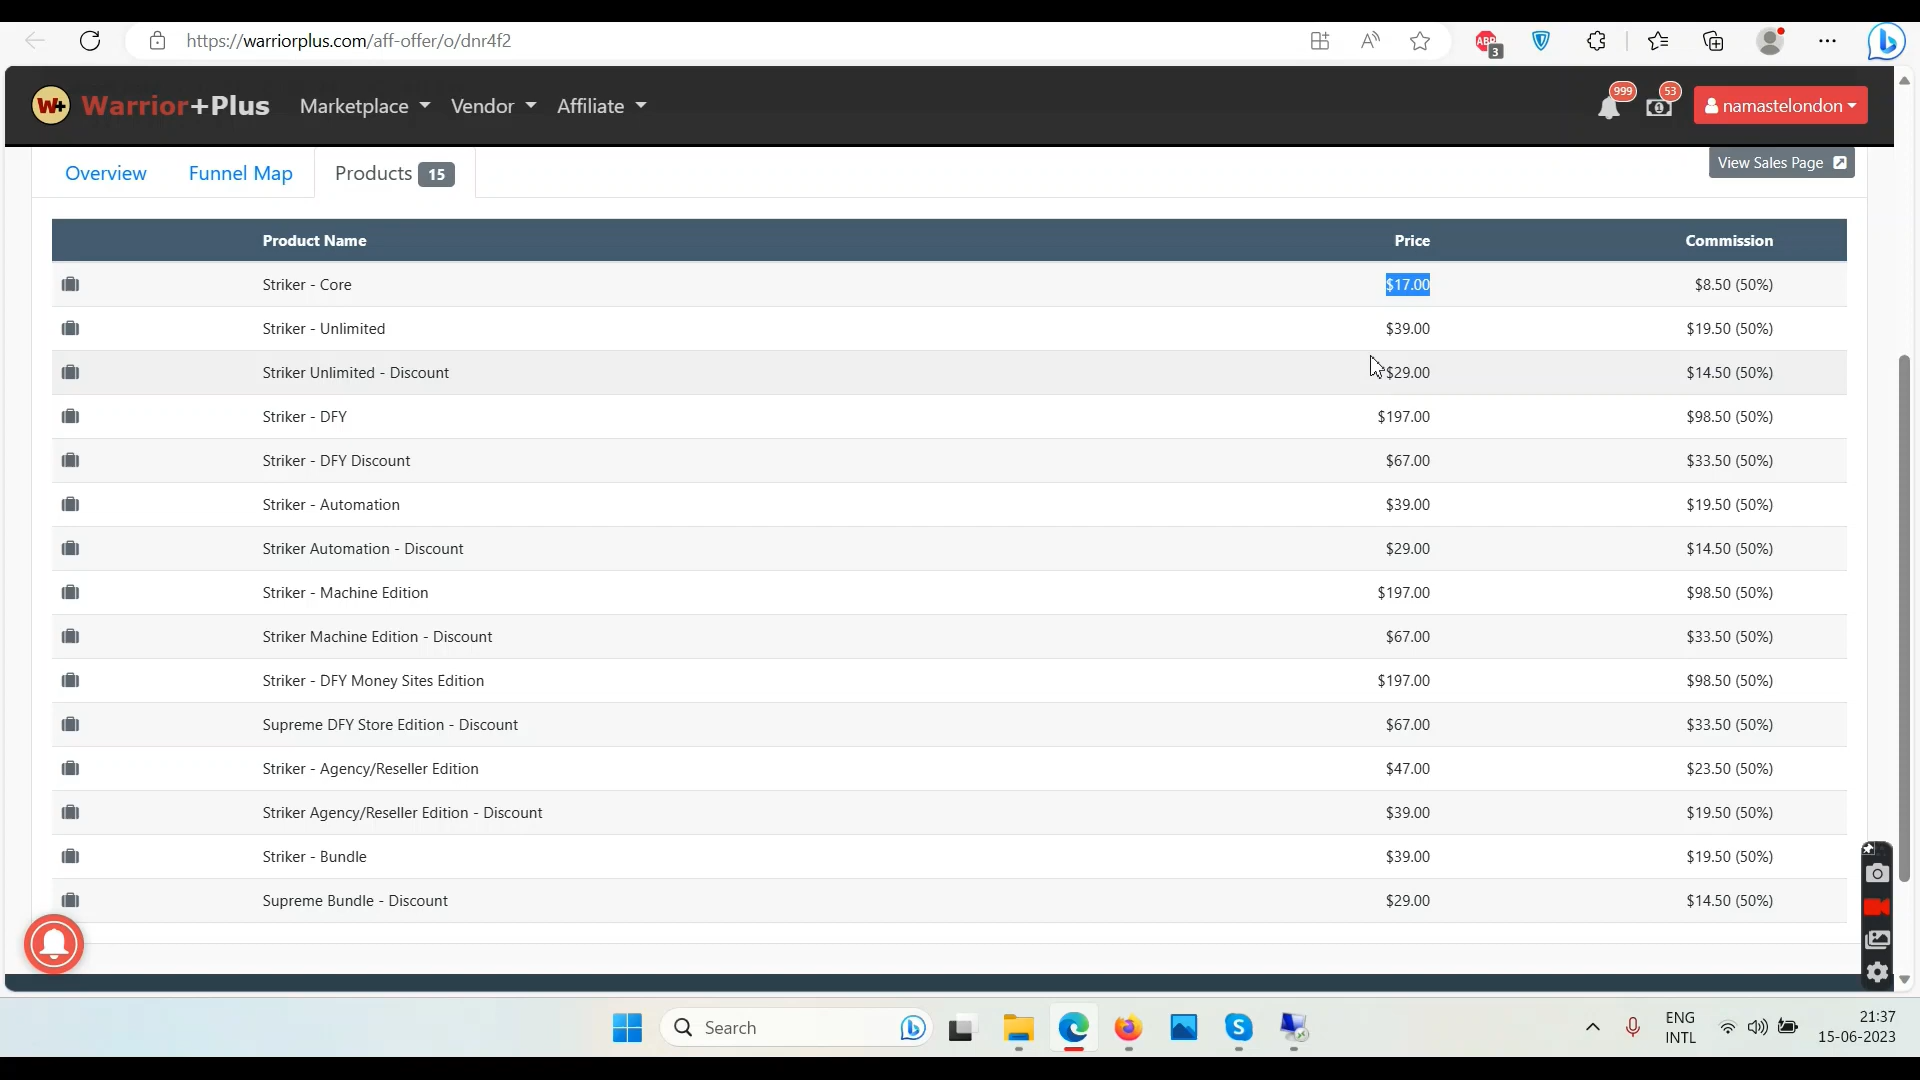 https://warriorplus.com/aff-offer/o/dnr4f2
ABP 3
W+ Warrior+Plus Marketplace Vendor Affiliate 999 53 namastelondon
Overview Funnel Map Products 15 View Sales Page
Product Name Price Commission
Striker - Core $17.00 $8.50 (50%)
Striker - Unlimited $39.00 $19.50 (50%)
Striker Unlimited - Discount $29.00 $14.50 (50%)
Striker - DFY $197.00 $98.50 (50%)
Striker - DFY Discount $67.00 $33.50 (50%)
Striker - Automation $39.00 $19.50 (50%)
Striker Automation - Discount $29.00 $14.50 (50%)
Striker - Machine Edition $197.00 $98.50 (50%)
Striker Machine Edition - Discount $67.00 $33.50 (50%)
Striker - DFY Money Sites Edition $197.00 $98.50 (50%)
Supreme DFY Store Edition - Discount $67.00 $33.50 (50%)
Striker - Agency/Reseller Edition $47.00 $23.50 (50%)
Striker Agency/Reseller Edition - Discount $39.00 $19.50 (50%)
Striker - Bundle $39.00 $19.50 (50%)
Supreme Bundle - Discount $29.00 $14.50 (50%)
Search
ENG
INTL
21:37
15-06-2023